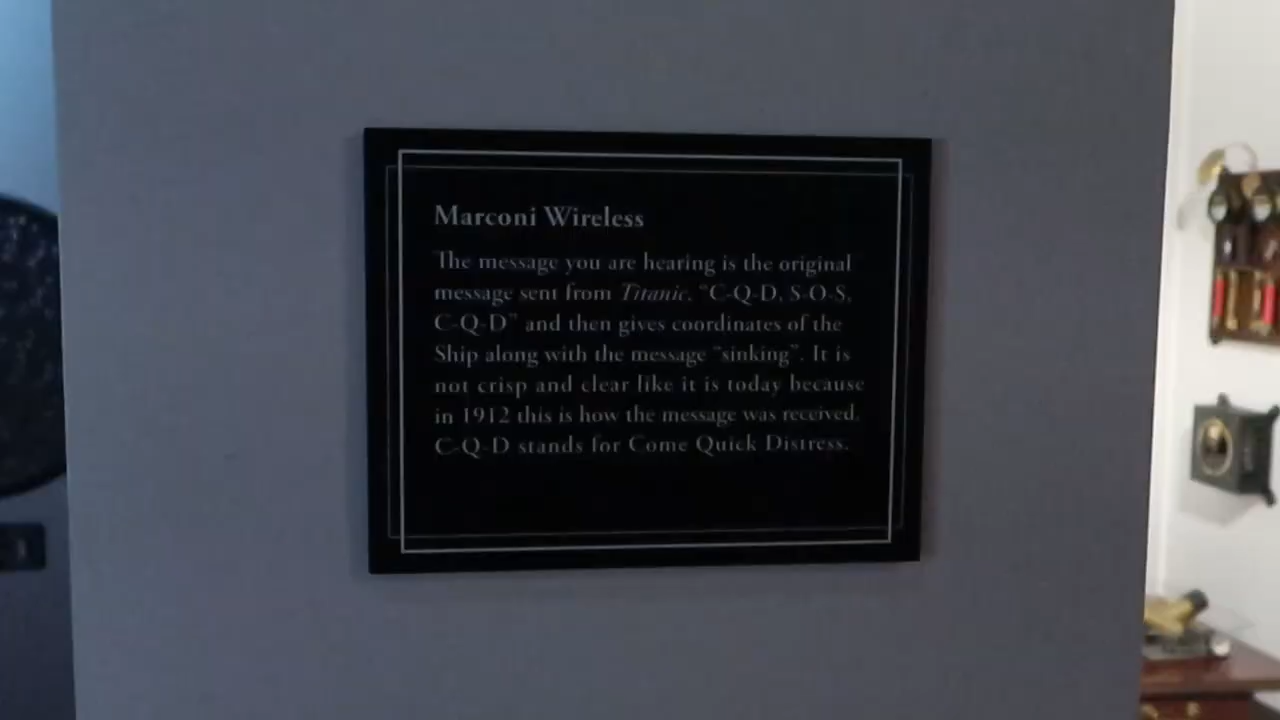 Marconi Wireless
The message you are hearing is the original
message sent from Titanic, "C-Q-D, S-O-S,
C-Q-D" and then gives coordinates of the
Ship along with the message "sinking". It is
not crisp and clear like it is today because
in 1912 this is how the message was received.
C-Q-D stands for Come Quick Distress.